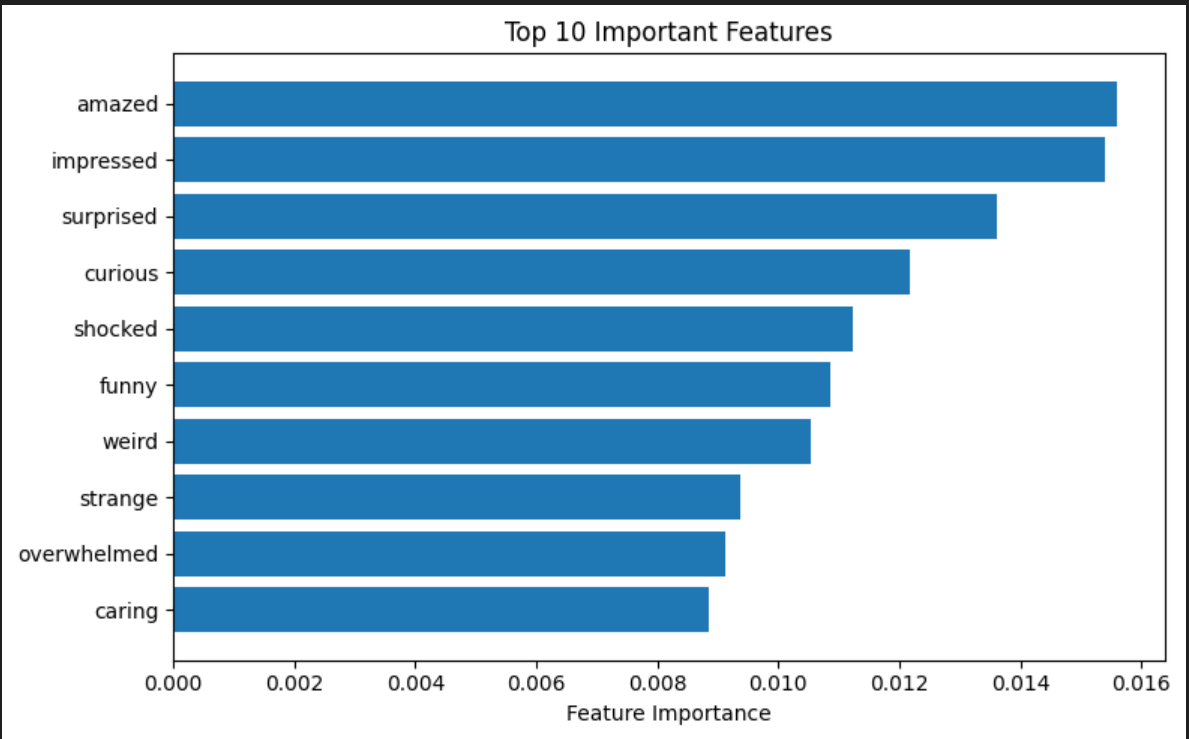 Top 10 Important Features
amazed
impressed
surprised
curious
shocked
funny
weird
strange
overwhelmed
caring
0.000 0.002 0.004 0.006 0.008 0.010 0.012 0.014 0.016
Feature Importance